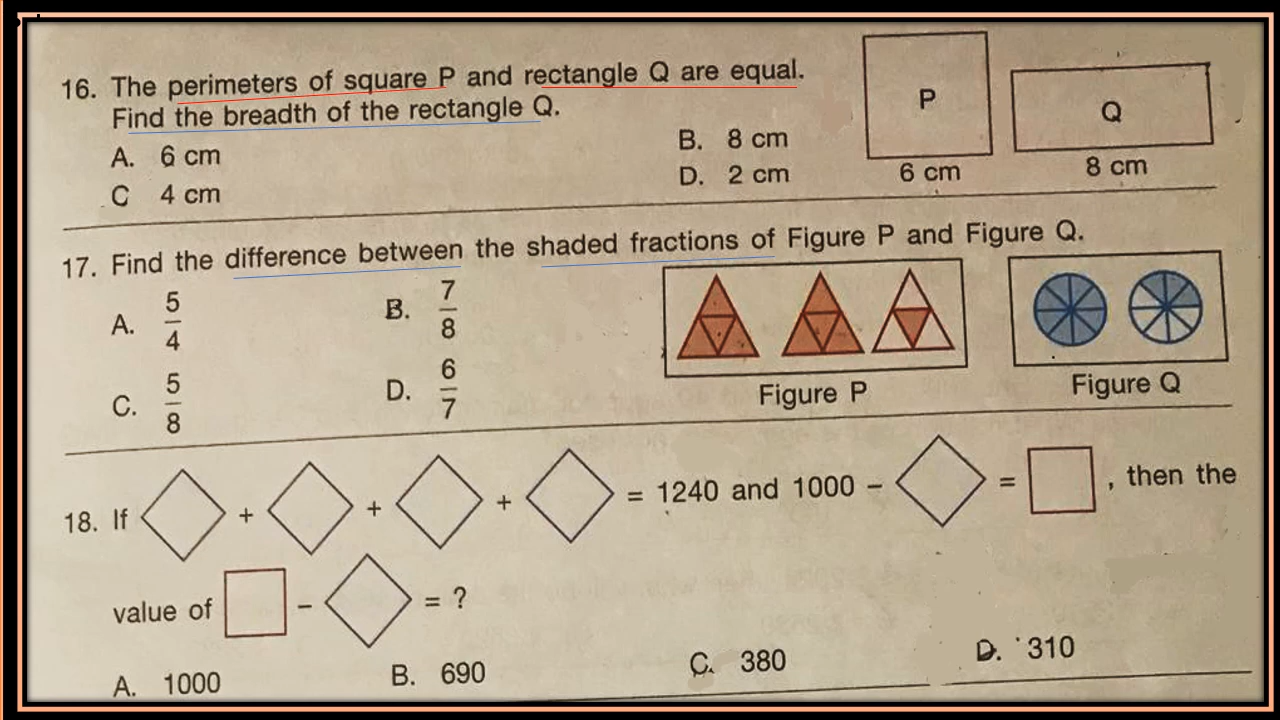 16. The perimeters of square P and rectangle Q are equal.
Find the breadth of the rectangle Q.
A. 6 cm
B. 8 cm
C 4 cm
D. 2 cm
P
Q
6 cm
8 cm
17. Find the difference between the shaded fractions of Figure P and Figure Q.
A. 5/4
B. 7/8
C. 5/8
D. 6/7
Figure P
Figure Q
18. If + + + = 1240 and 1000 – = , then the
value of – = ?
A. 1000
B. 690
C. 380
D. 310